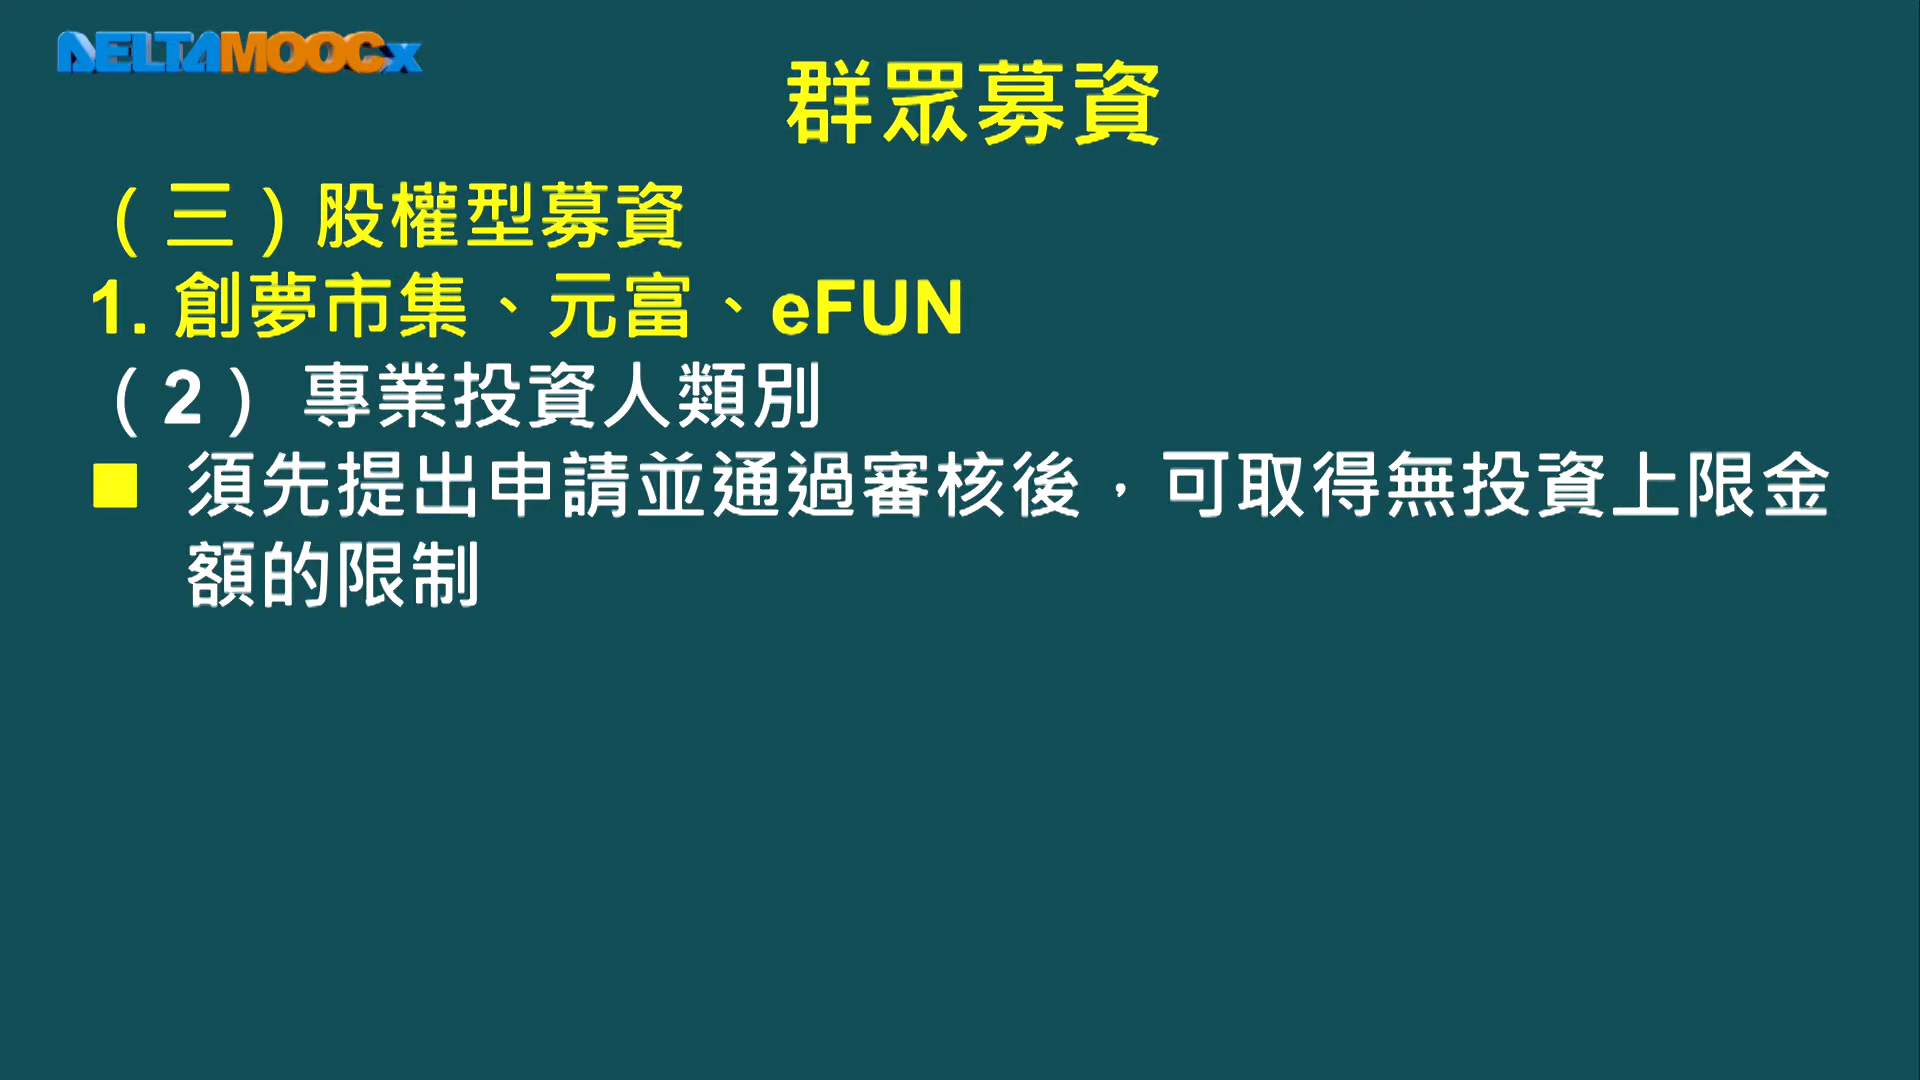 DELTAMOOCx
群眾募資
（三）股權型募資
1. 創夢市集、元富、eFUN
（2） 專業投資人類別
須先提出申請並通過審核後，可取得無投資上限金
額的限制